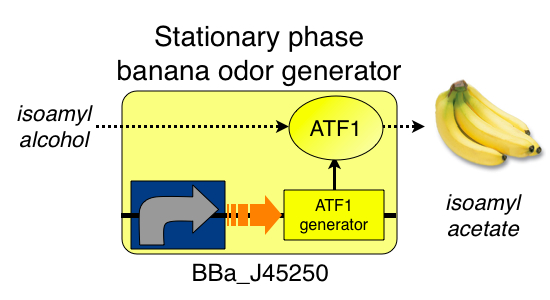 Stationary phase
banana odor generator
isoamyl
alcohol
ATF1
ATF1
generator
isoamyl
acetate
BBa_J45250